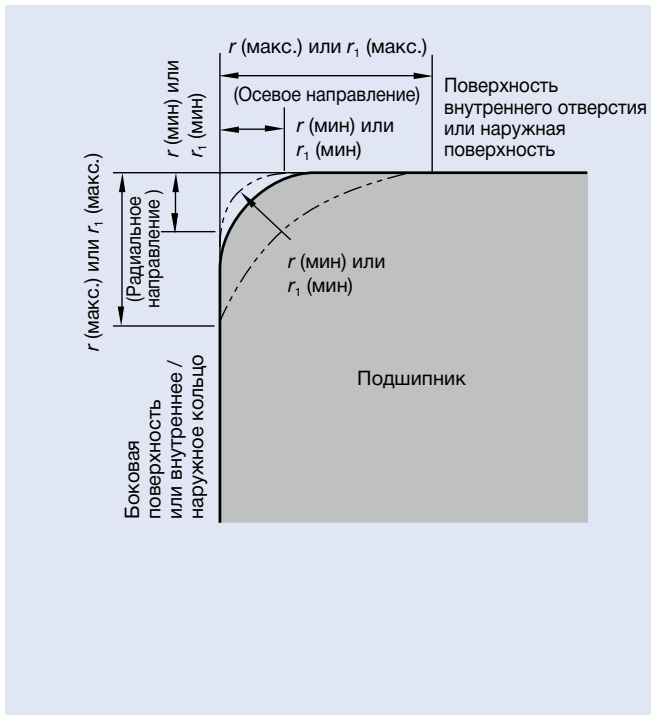 r (макс.) или r₁ (макс.)
(Осевое направление)
r (мин) или
r₁ (мин)
Поверхность
внутреннего отверстия
или наружная
поверхность
r (мин) или
r₁ (мин)
r (макс.) или r₁ (макс.)
(Радиальное
направление )
r (мин) или
r₁ (мин)
Подшипник
Боковая
поверхность
или внутреннее /
наружное кольцо